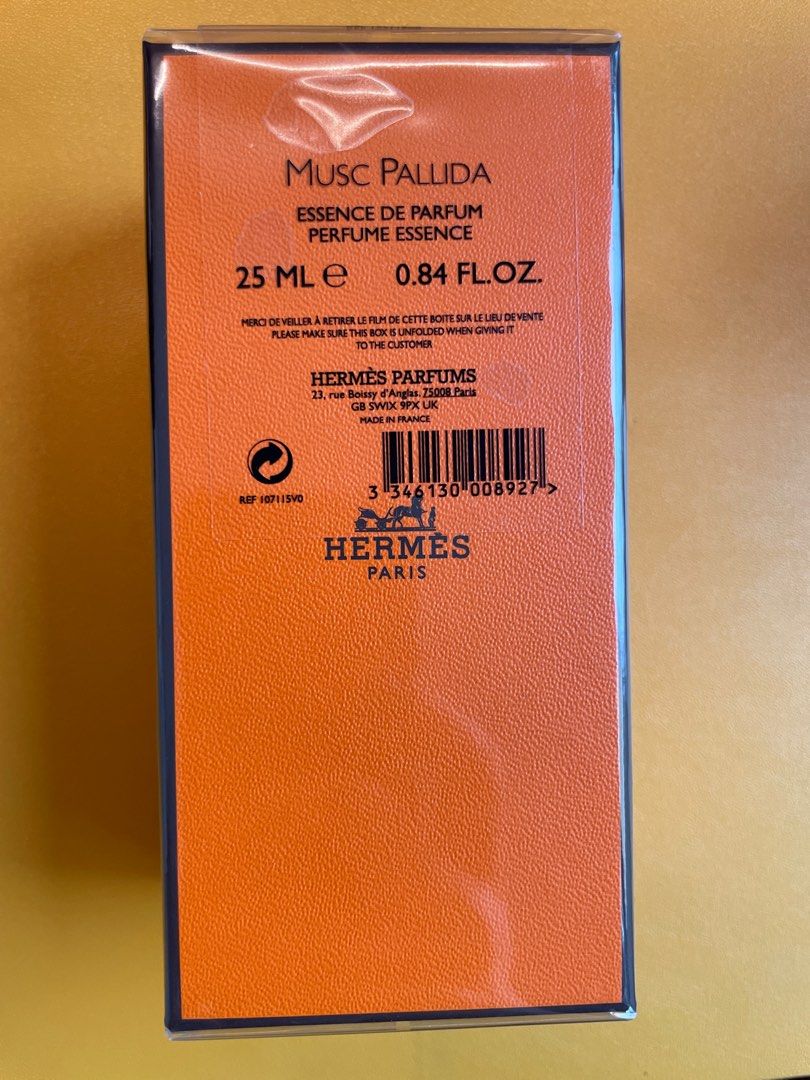 MUSC PALLIDA
ESSENCE DE PARFUM
PERFUME ESSENCE
25 ML ℮ 0.84 FL.OZ.
MERCI DE VEILLER À RETIRER LE FILM DE CETTE BOITE SUR LE LIEU DE VENTE
PLEASE MAKE SURE THIS BOX IS UNFOLDED WHEN GIVING IT
TO THE CUSTOMER
HERMÈS PARFUMS
23, rue Boissy d'Anglas, 75008 Paris
GB SW1X 9PX UK
MADE IN FRANCE
REF 107115V0
3 346130 008927 >
HERMÈS
PARIS